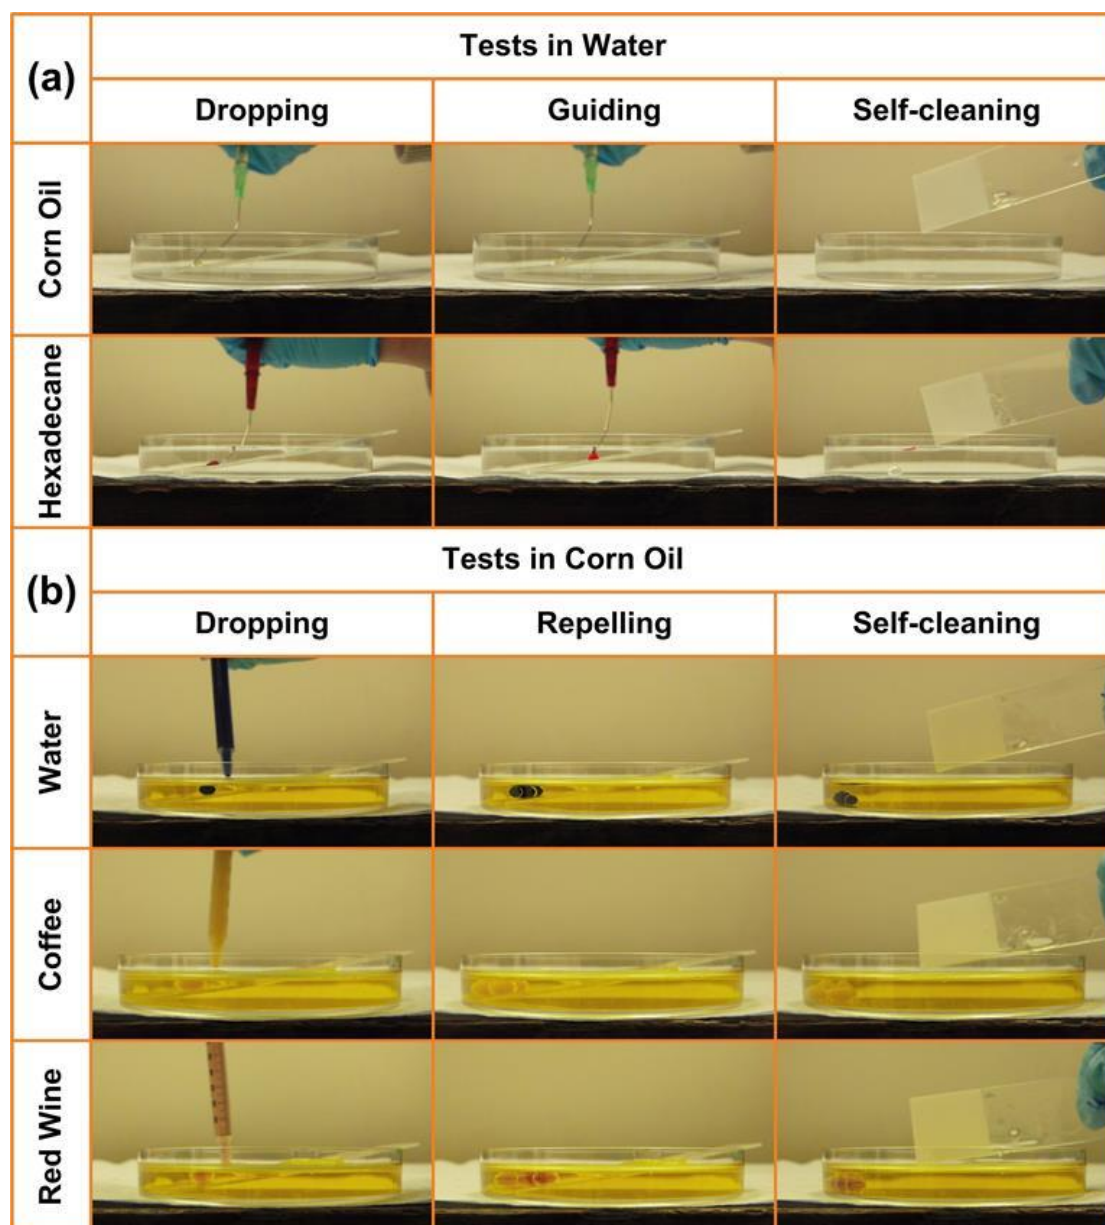 (a)
Tests in Water
Dropping Guiding Self-cleaning
Corn Oil
Hexadecane
(b)
Tests in Corn Oil
Dropping Repelling Self-cleaning
Water
Coffee
Red Wine